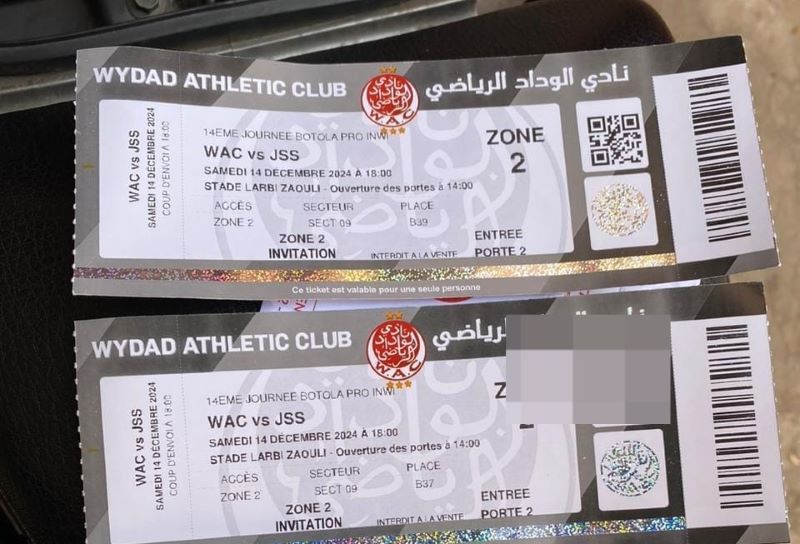 WYDAD ATHLETIC CLUB
نادي الوداد الرياضي
WAC vs JSS
SAMEDI 14 DÉCEMBRE 2024
COUP D'ENVOI A 18:00
14EME JOURNEE BOTOLA PRO INWI
WAC vs JSS
SAMEDI 14 DÉCEMBRE 2024 À 18:00
STADE LARBI ZAOULI - Ouverture des portes à 14:00
ACCÈS SECTEUR PLACE
ZONE 2 SECT 09 B39
ZONE 2
INVITATION
INTERDIT A LA VENTE
ENTREE
PORTE 2
ZONE
2
W.A.C
Ce ticket est valable pour une seule personne
WYDAD ATHLETIC CLUB
WAC vs JSS
SAMEDI 14 DÉCEMBRE 2024
COUP D'ENVOI A 18:00
14EME JOURNEE BOTOLA PRO INWI
WAC vs JSS
SAMEDI 14 DÉCEMBRE 2024 À 18:00
STADE LARBI ZAOULI - Ouverture des portes à 14:00
ACCÈS SECTEUR PLACE
ZONE 2 SECT 09 B37
ZONE 2
INVITATION
INTERDIT A LA VENTE
ENTREE
PORTE 2
W.A.C